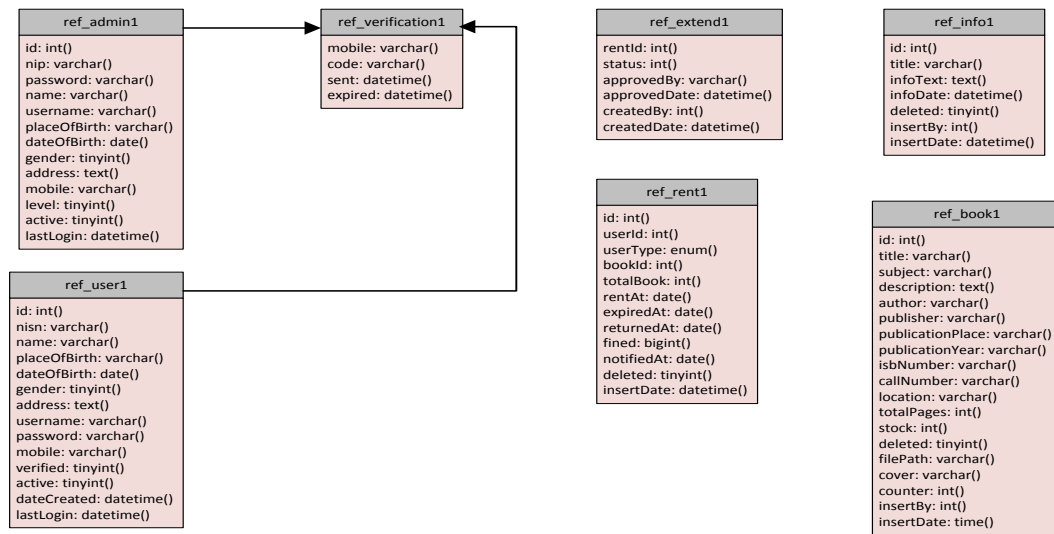 ref_admin1
id: int()
nip: varchar()
password: varchar()
name: varchar()
username: varchar()
placeOfBirth: varchar()
dateOfBirth: date()
gender: tinyint()
address: text()
mobile: varchar()
level: tinyint()
active: tinyint()
lastLogin: datetime()
ref_verification1
mobile: varchar()
code: varchar()
sent: datetime()
expired: datetime()
ref_extend1
rentId: int()
status: int()
approvedBy: varchar()
approvedDate: datetime()
createdBy: int()
createdDate: datetime()
ref_info1
id: int()
title: varchar()
infoText: text()
infoDate: datetime()
deleted: tinyint()
insertBy: int()
insertDate: datetime()
ref_user1
id: int()
nisn: varchar()
name: varchar()
placeOfBirth: varchar()
dateOfBirth: date()
gender: tinyint()
address: text()
username: varchar()
password: varchar()
mobile: varchar()
verified: tinyint()
active: tinyint()
dateCreated: datetime()
lastLogin: datetime()
ref_rent1
id: int()
userId: int()
userType: enum()
bookId: int()
totalBook: int()
rentAt: date()
expiredAt: date()
returnedAt: date()
fined: bigint()
notifiedAt: date()
deleted: tinyint()
insertDate: datetime()
ref_book1
id: int()
title: varchar()
subject: varchar()
description: text()
author: varchar()
publisher: varchar()
publicationPlace: varchar()
publicationYear: varchar()
isbNumber: varchar()
callNumber: varchar()
location: varchar()
totalPages: int()
stock: int()
deleted: tinyint()
filePath: varchar()
cover: varchar()
counter: int()
insertBy: int()
insertDate: time()